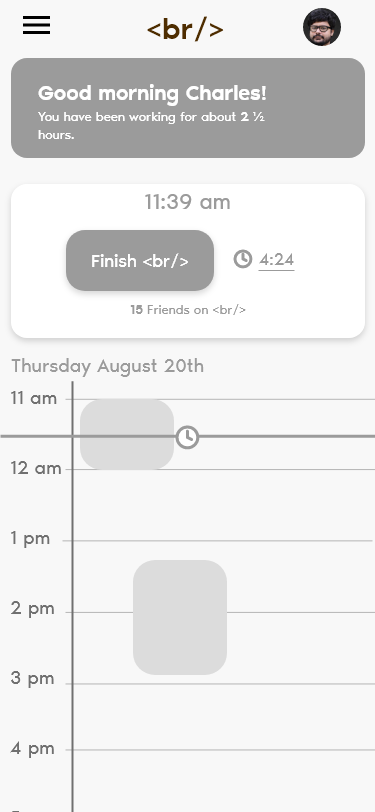 <br/>
Good morning Charles!
You have been working for about 2 ½
hours.
11:39 am
Finish <br/>
4:24
15 Friends on <br/>
Thursday August 20th
11 am
12 am
1 pm
2 pm
3 pm
4 pm